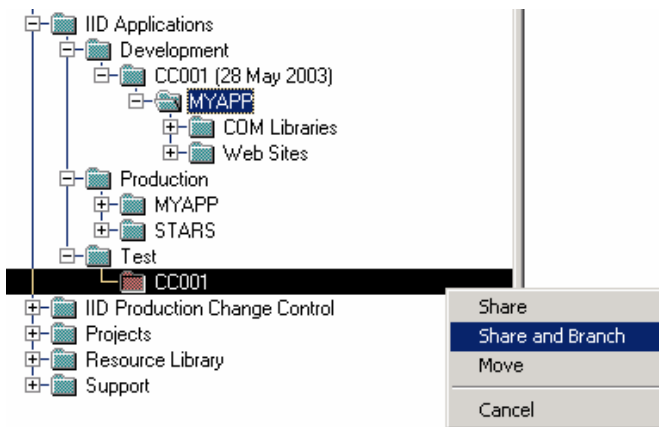 IID Applications
Development
CC001 (28 May 2003)
MYAPP
COM Libraries
Web Sites
Production
MYAPP
STARS
Test
CC001
IID Production Change Control
Projects
Resource Library
Support
Share
Share and Branch
Move
Cancel